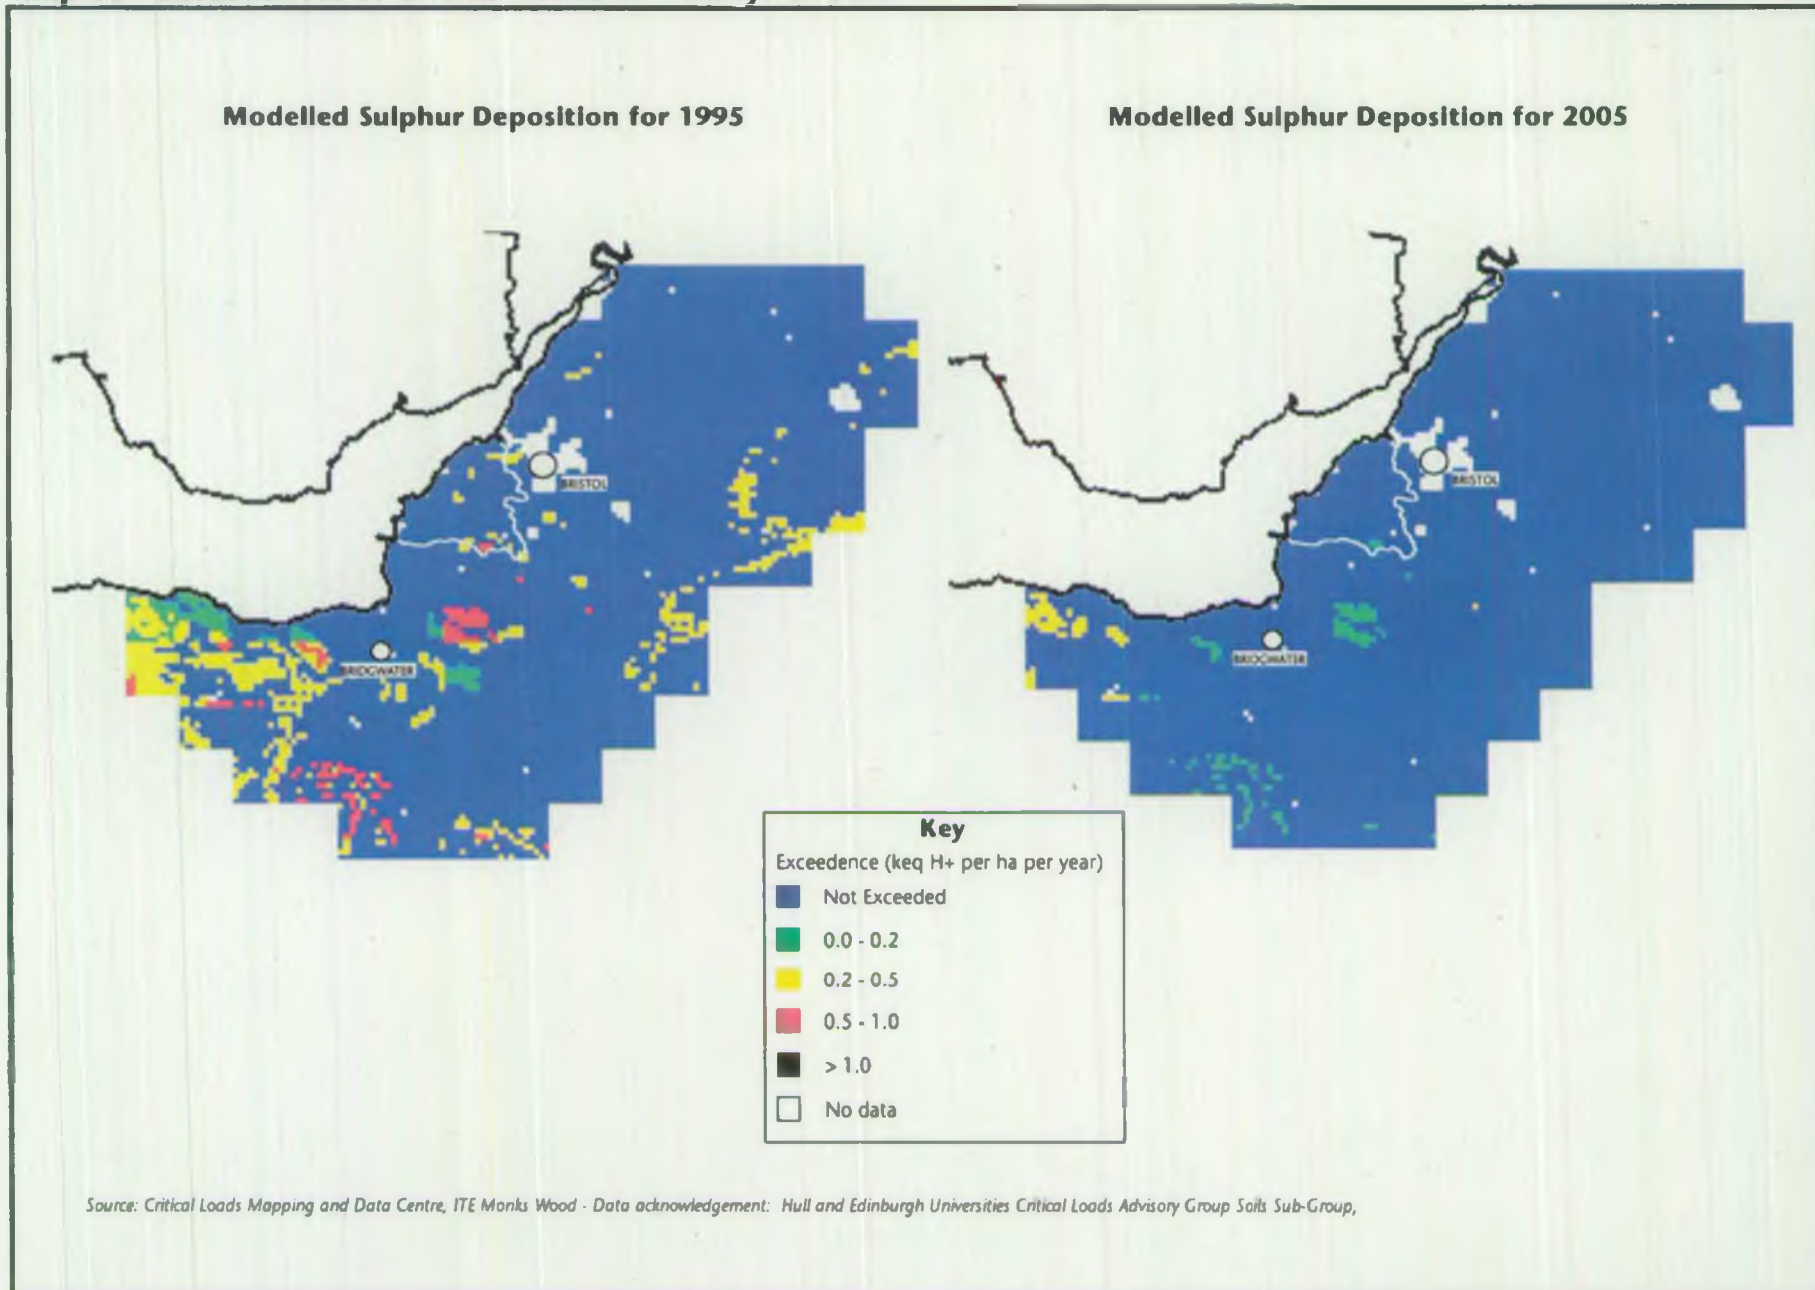 Modelled Sulphur Deposition for 1995
Modelled Sulphur Deposition for 2005
BRISTOL
BRIDGWATER
BRISTOL
BRIDGWATER
Key
Exceedence (keq H+ per ha per year)
Not Exceeded
0.0 - 0.2
0.2 - 0.5
0.5 - 1.0
> 1.0
No data
Source: Critical Loads Mapping and Data Centre, ITE Monks Wood - Data acknowledgement: Hull and Edinburgh Universities Critical Loads Advisory Group Soils Sub-Group,